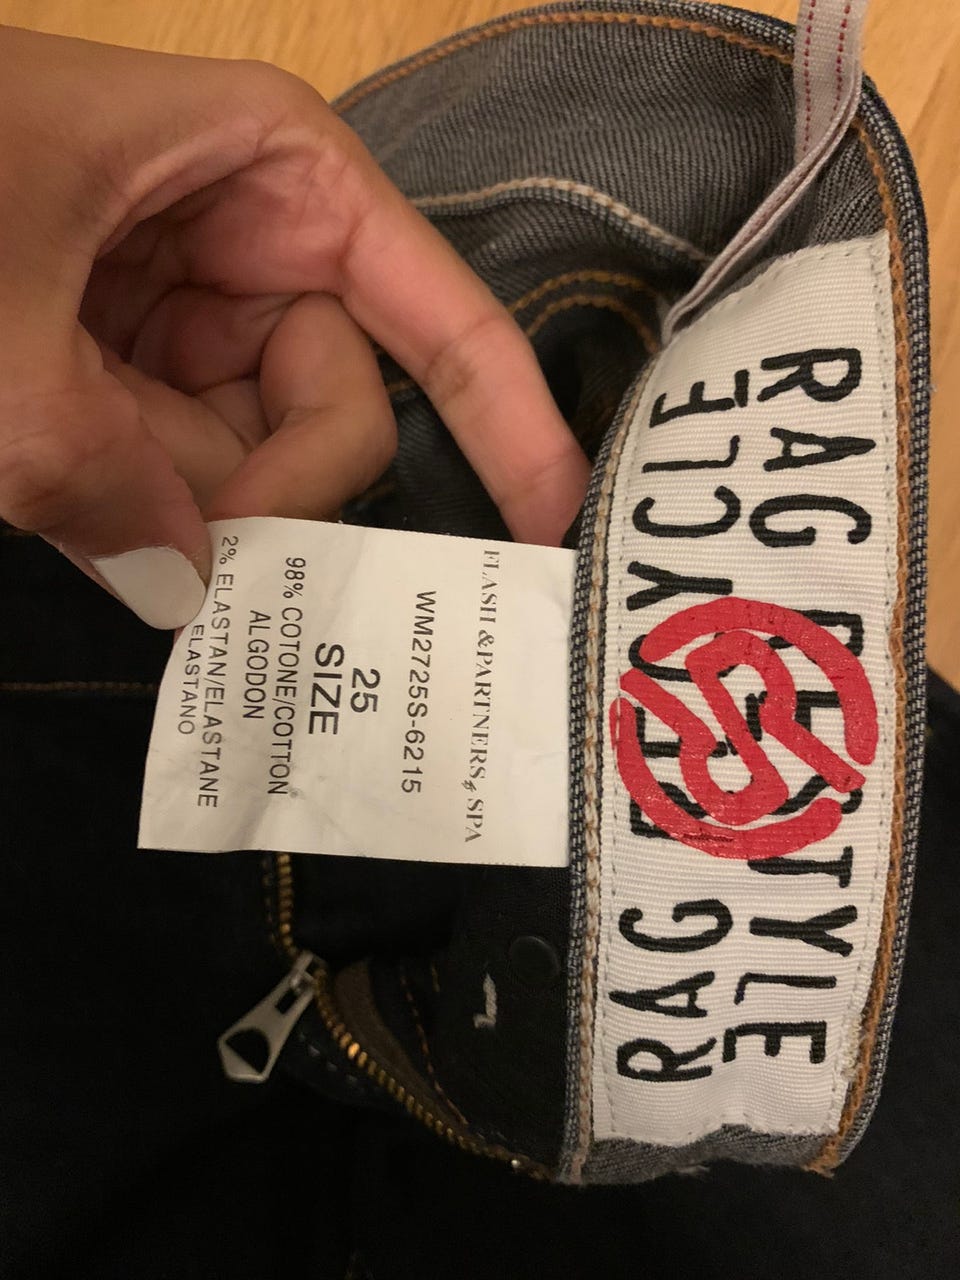 RAG RESTYLE
RAG RECYCLE
FLASH &PARTNERS SPA
WM2725S-6215
25
SIZE
98% COTONE/COTTON
ALGODON
2% ELASTAN/ELASTANE
ELASTANO